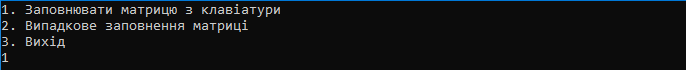 1. Заповнювати матрицю з клавіатури
2. Випадкове заповнення матриці
3. Вихід
1